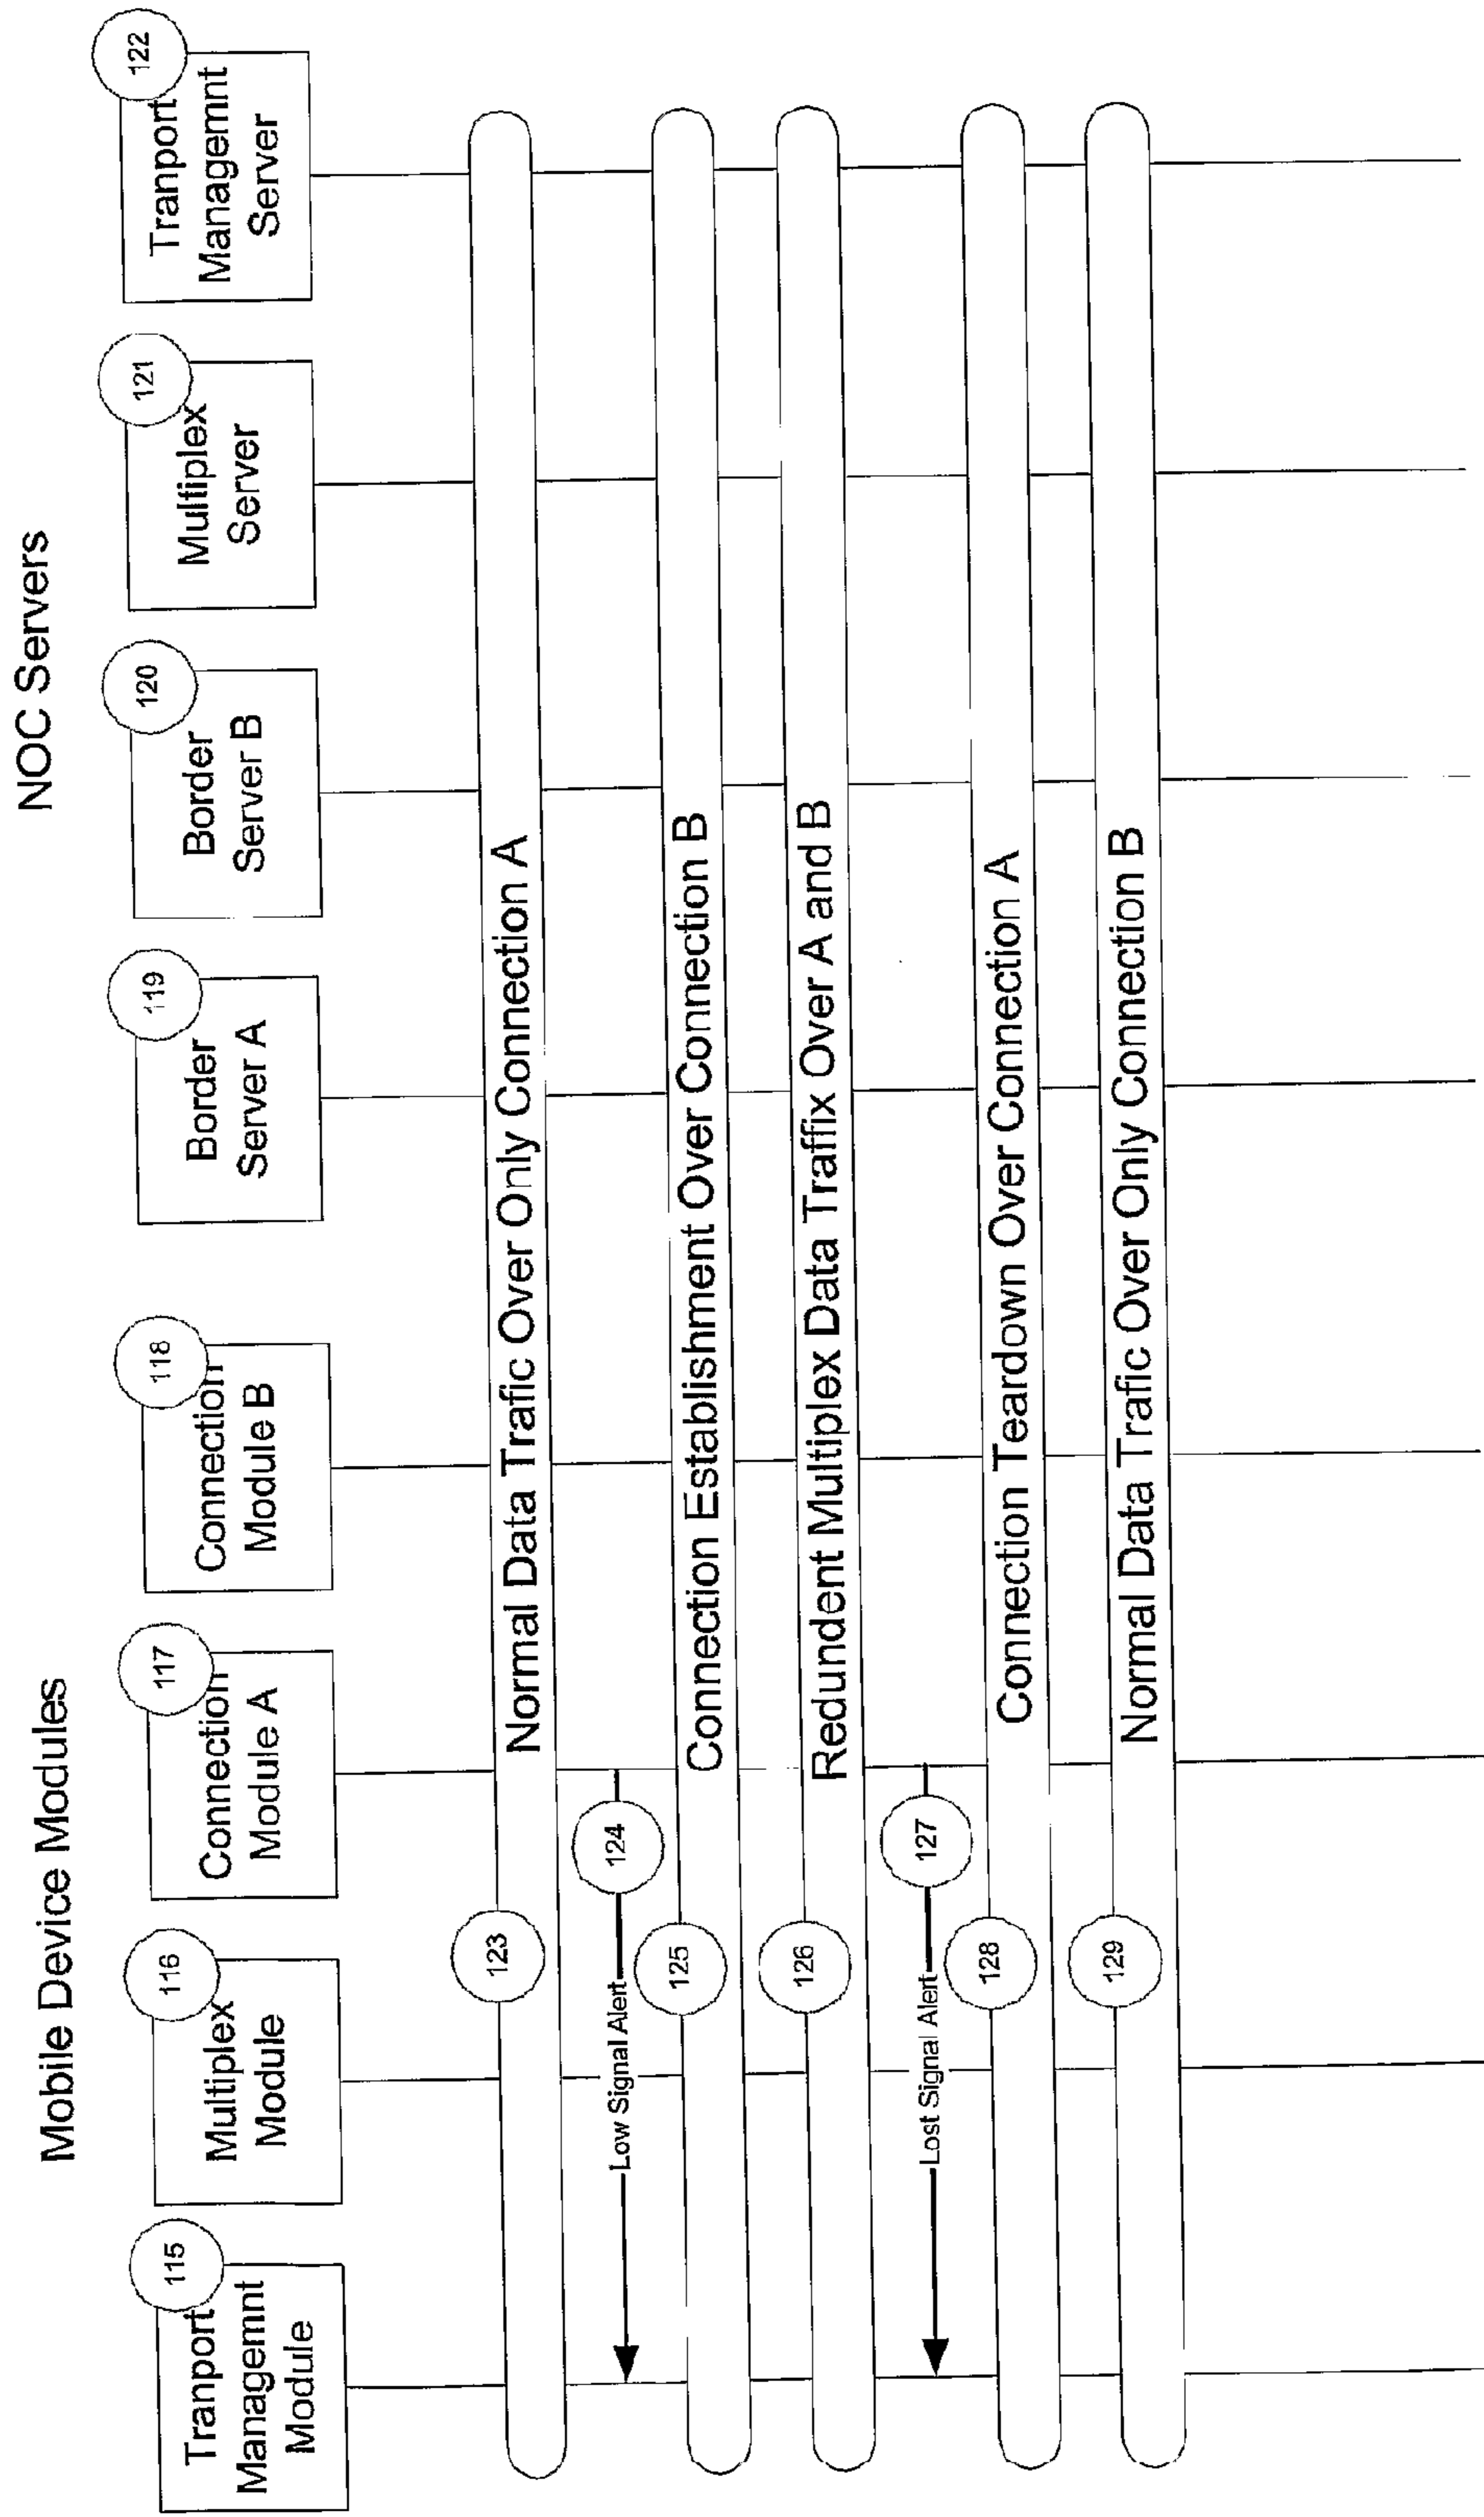 Mobile Device Modules
NOC Servers
115
Tranport
Managemnt
Module
116
Multiplex
Module
117
Connection
Module A
118
Connection
Module B
119
Border
Server A
120
Border
Server B
121
Multiplex
Server
122
Tranport
Managemnt
Server
123
Normal Data Trafic Over Only Connection A
124
Low Signal Alert
125
Connection Establishment Over Connection B
126
Redundent Multiplex Data Traffix Over A and B
127
Lost Signal Alert
128
Connection Teardown Over Connection A
129
Normal Data Trafic Over Only Connection B